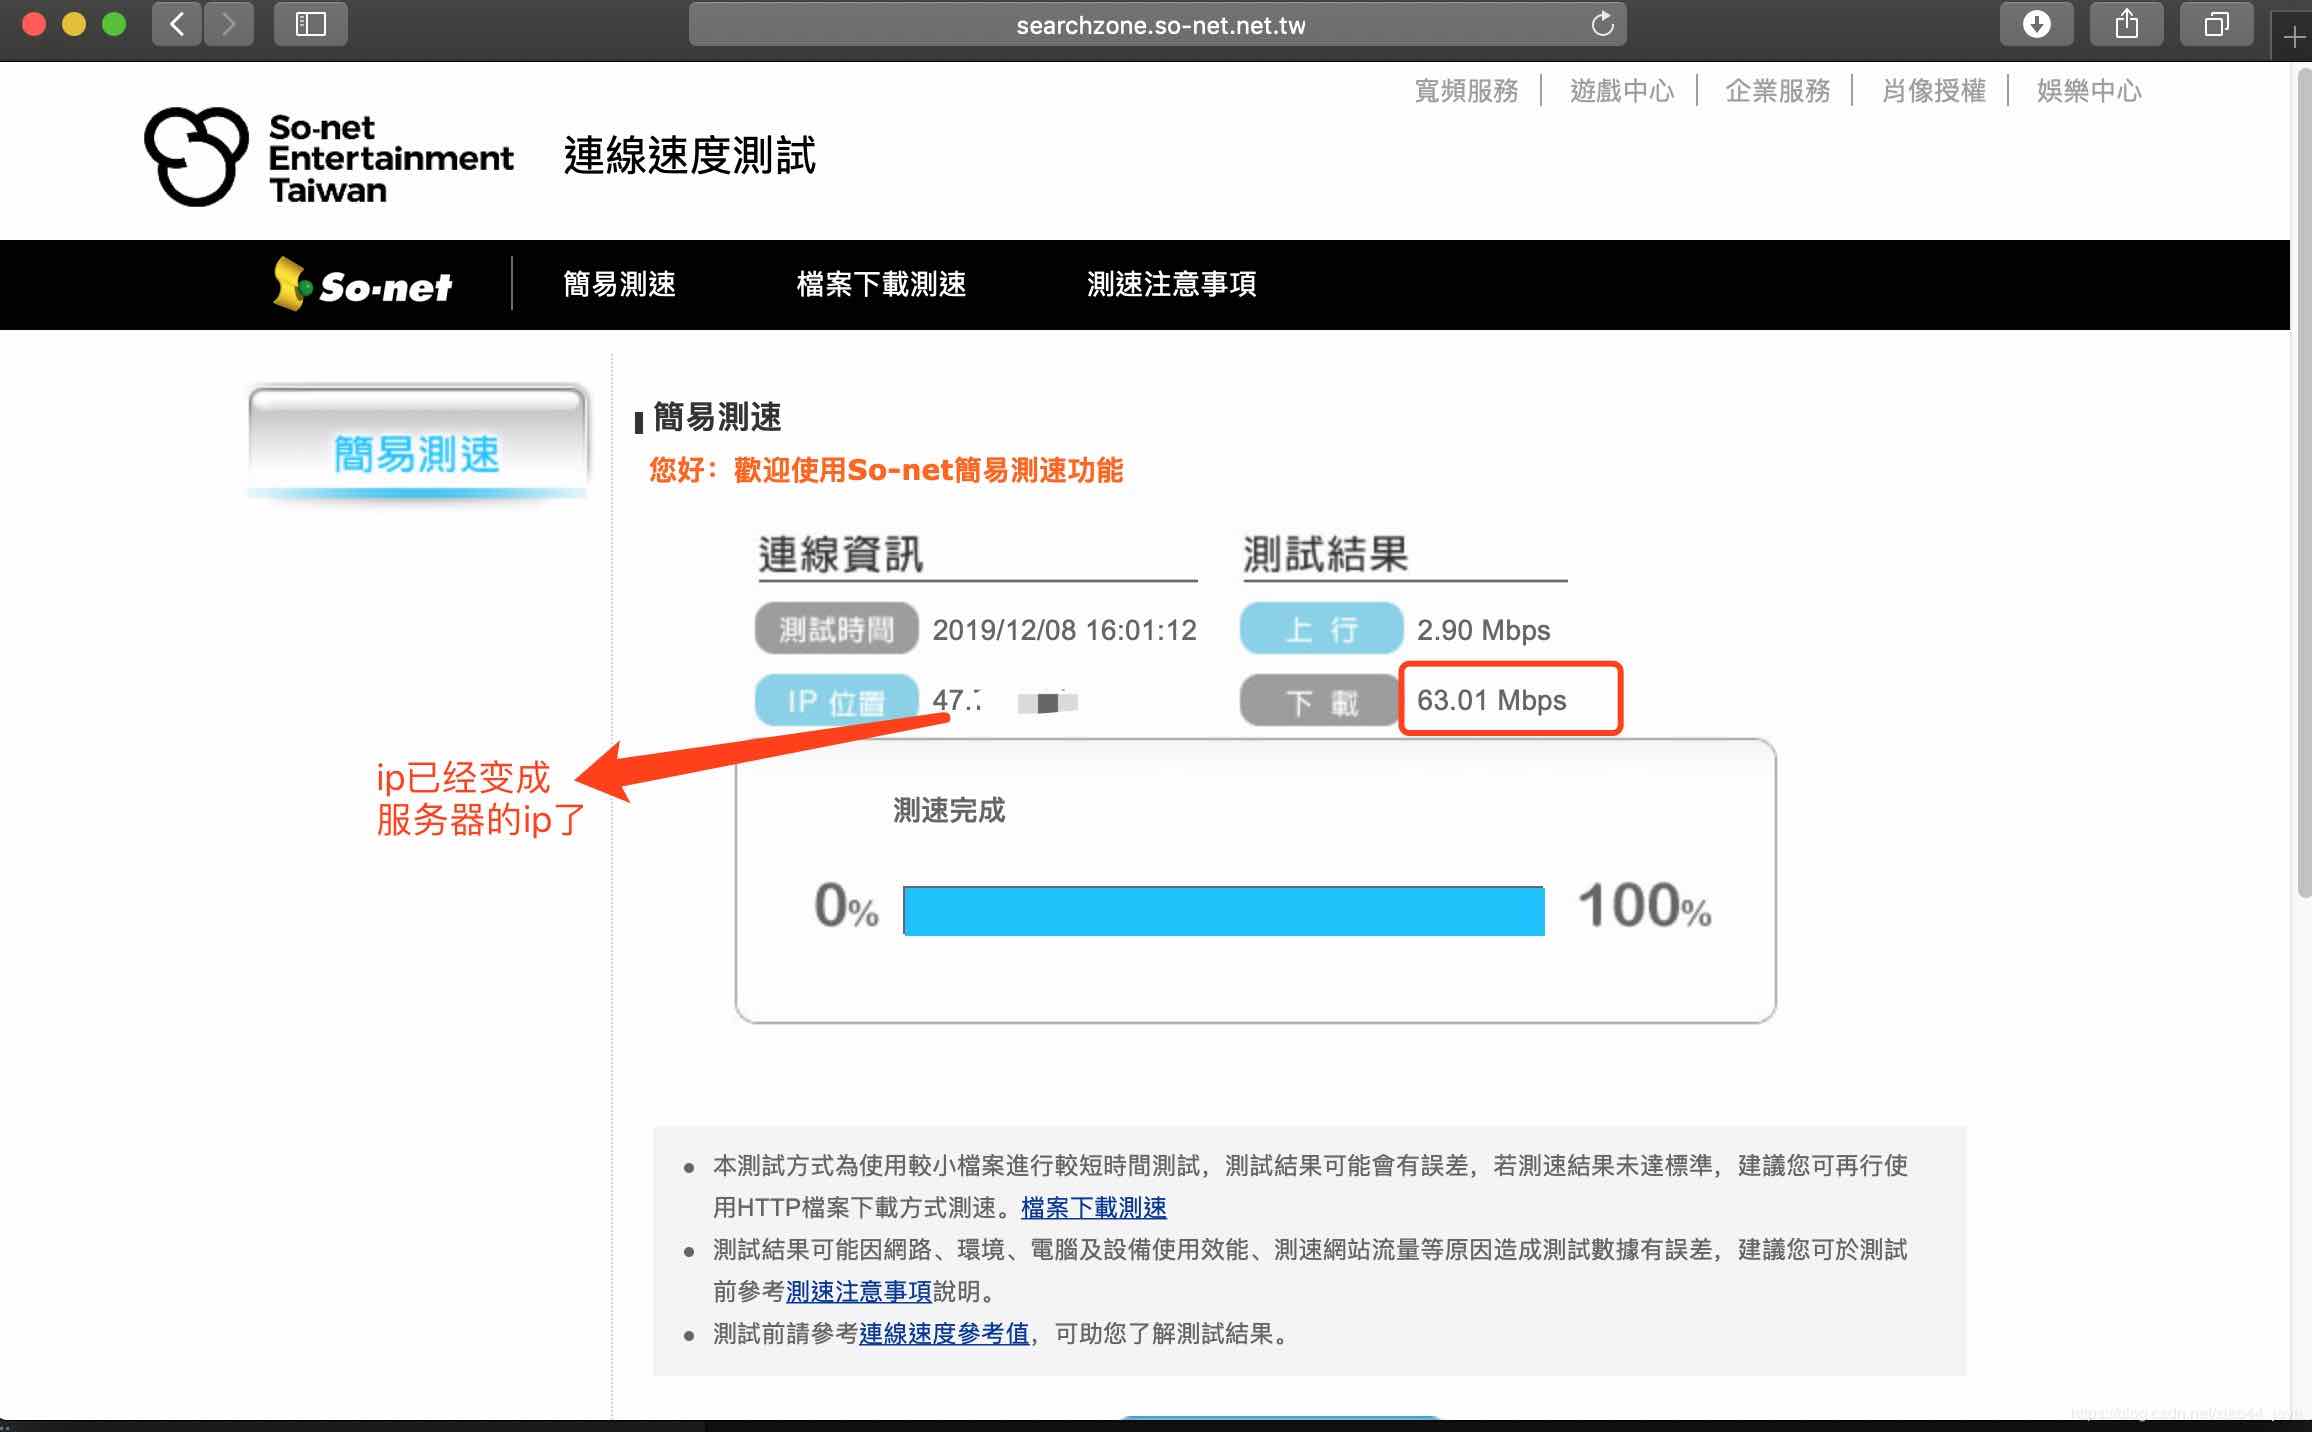 searchzone.so-net.net.tw
寬頻服務 | 遊戲中心 | 企業服務 | 肖像授權 | 娛樂中心
So-net
Entertainment
Taiwan
連線速度測試
So-net
簡易測速 檔案下載測速 測速注意事項
簡易測速
簡易測速
您好：歡迎使用So-net簡易測速功能
連線資訊 測試結果
測試時間 2019/12/08 16:01:12 上 行 2.90 Mbps
IP 位置 47. 下 載 63.01 Mbps
ip已经变成
服务器的ip了
測速完成
0% 100%
本測試方式為使用較小檔案進行較短時間測試，測試結果可能會有誤差，若測速結果未達標準，建議您可再行使
用HTTP檔案下載方式測速。檔案下載測速
測試結果可能因網路、環境、電腦及設備使用效能、測速網站流量等原因造成測試數據有誤差，建議您可於測試
前參考測速注意事項說明。
測試前請參考連線速度參考值，可助您了解測試結果。